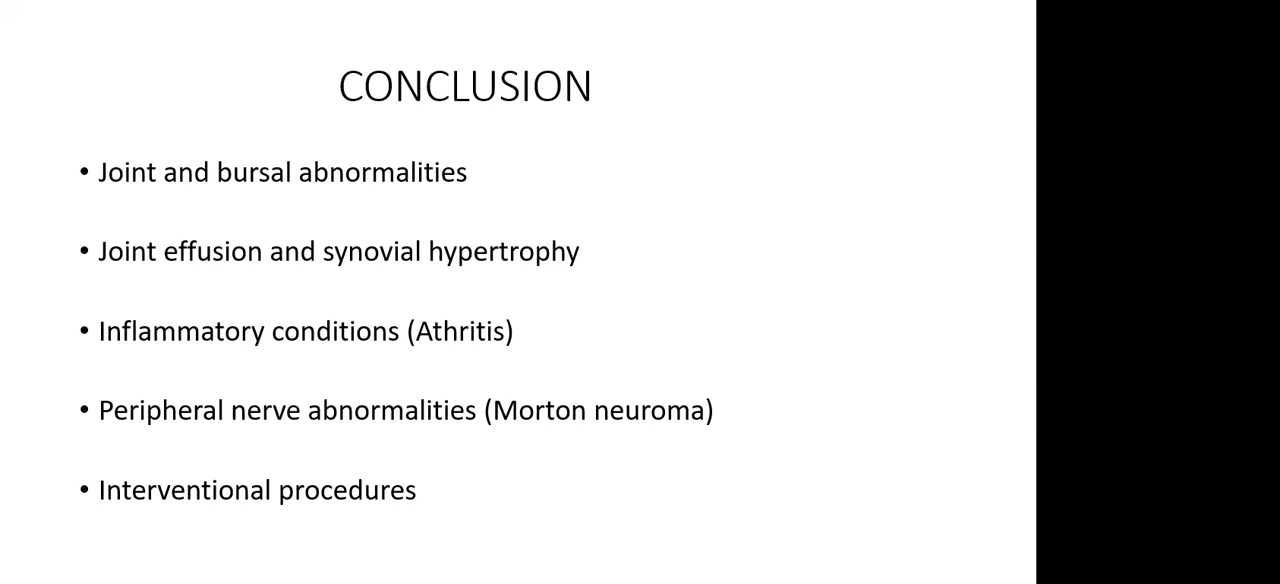 CONCLUSION
• Joint and bursal abnormalities
• Joint effusion and synovial hypertrophy
• Inflammatory conditions (Athritis)
• Peripheral nerve abnormalities (Morton neuroma)
• Interventional procedures